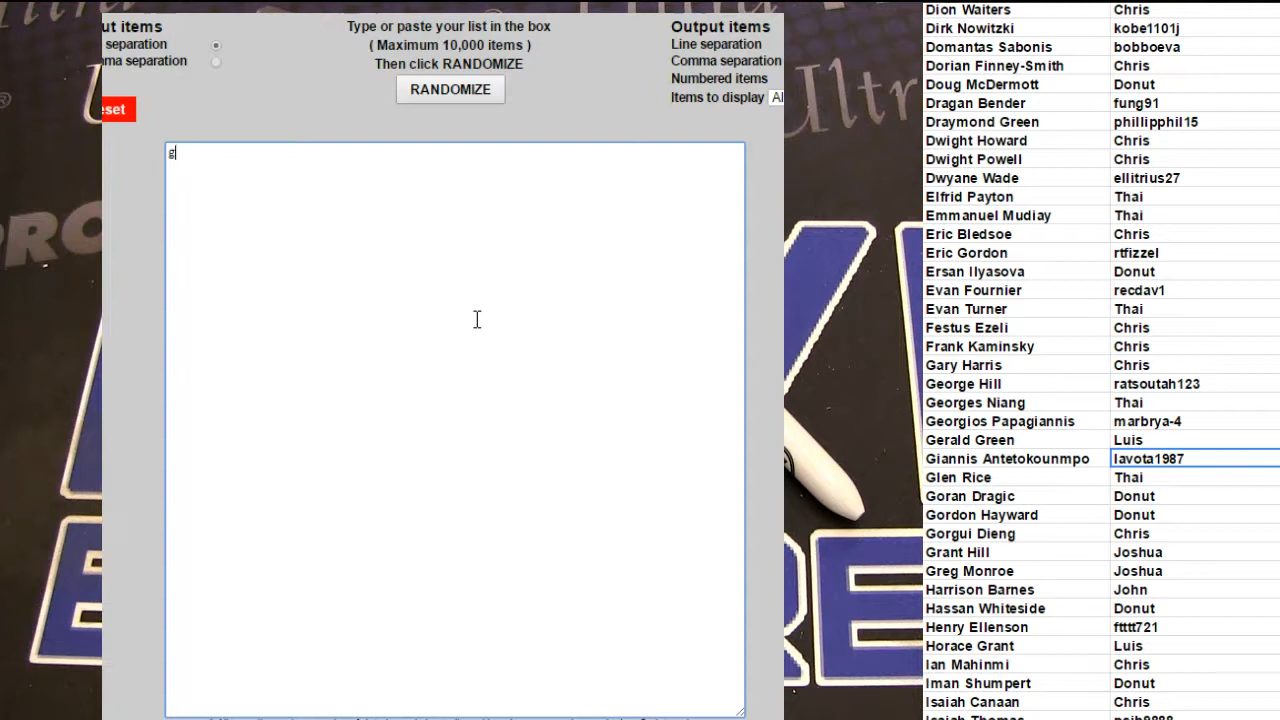 ut items
separation
ma separation
set
Type or paste your list in the box
( Maximum 10,000 items )
Then click RANDOMIZE
RANDOMIZE
Output items
Line separation
Comma separation
Numbered items
Items to display Al
g
PRO
Ultr
Dion Waiters Chris
Dirk Nowitzki kobe1101j
Domantas Sabonis bobboeva
Dorian Finney-Smith Chris
Doug McDermott Donut
Dragan Bender fung91
Draymond Green phillipphil15
Dwight Howard Chris
Dwight Powell Chris
Dwyane Wade ellitrius27
Elfrid Payton Thai
Emmanuel Mudiay Thai
Eric Bledsoe Chris
Eric Gordon rtfizzel
Ersan Ilyasova Donut
Evan Fournier recdav1
Evan Turner Thai
Festus Ezeli Chris
Frank Kaminsky Chris
Gary Harris Chris
George Hill ratsoutah123
Georges Niang Thai
Georgios Papagiannis marbrya-4
Gerald Green Luis
Giannis Antetokounmpo lavota1987
Glen Rice Thai
Goran Dragic Donut
Gordon Hayward Donut
Gorgui Dieng Chris
Grant Hill Joshua
Greg Monroe Joshua
Harrison Barnes John
Hassan Whiteside Donut
Henry Ellenson fttttt721
Horace Grant Luis
Ian Mahinmi Chris
Iman Shumpert Donut
Isaiah Canaan Chris
Isaiah Thomas